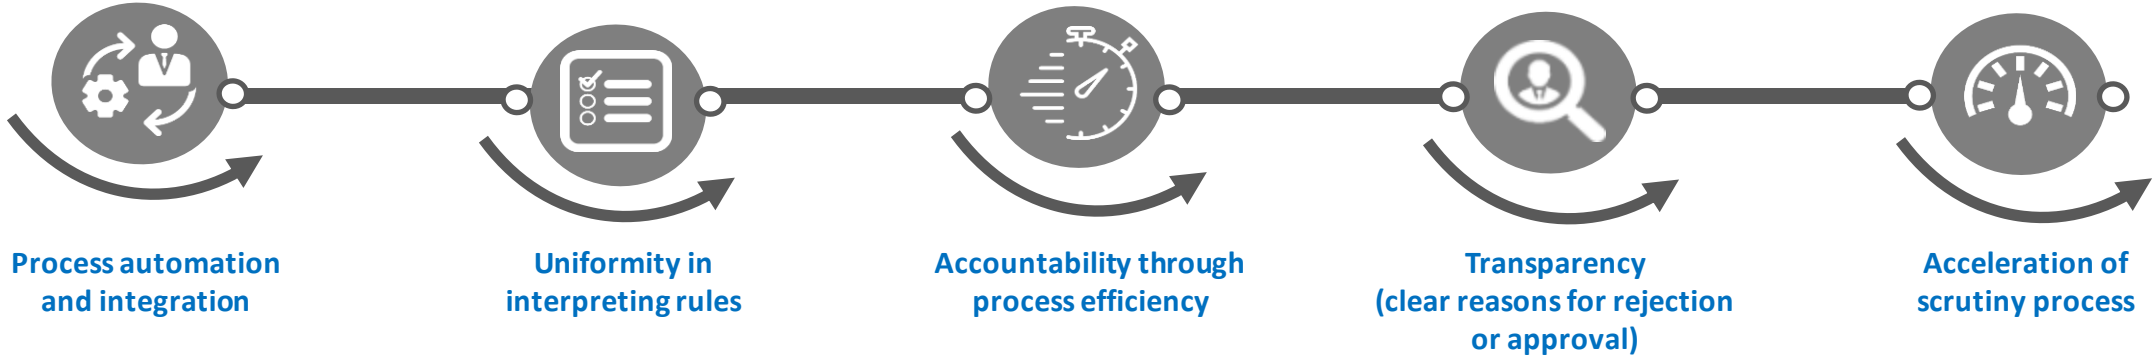 Process automation
and integration
Uniformity in
interpreting rules
Accountability through
process efficiency
Transparency
(clear reasons for rejection
or approval)
Acceleration of
scrutiny process